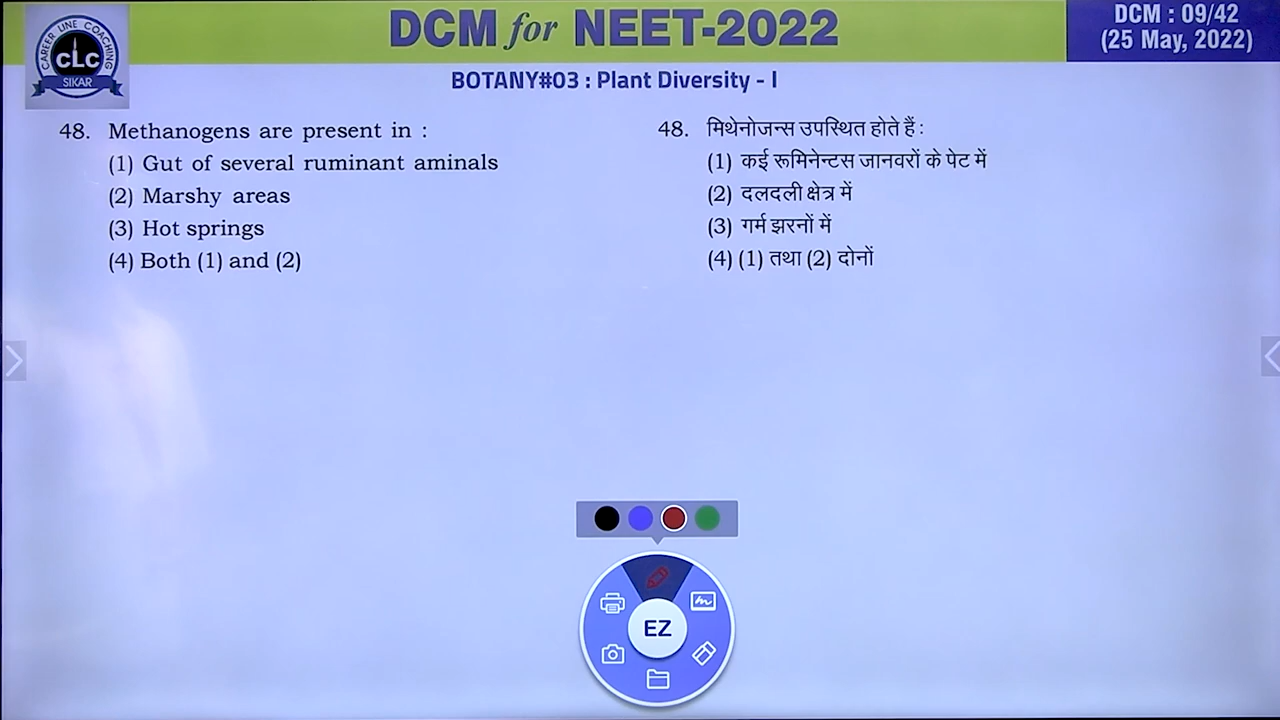 CAREER LINE COACHING
CLC
SIKAR
DCM for NEET-2022
DCM : 09/42
(25 May, 2022)
BOTANY#03 : Plant Diversity - I
48. Methanogens are present in :
(1) Gut of several ruminant aminals
(2) Marshy areas
(3) Hot springs
(4) Both (1) and (2)
48. मिथेनोजन्स उपस्थित होते हैं :
(1) कई रूमिनेन्टस जानवरों के पेट में
(2) दलदली क्षेत्र में
(3) गर्म झरनों में
(4) (1) तथा (2) दोनों
EZ